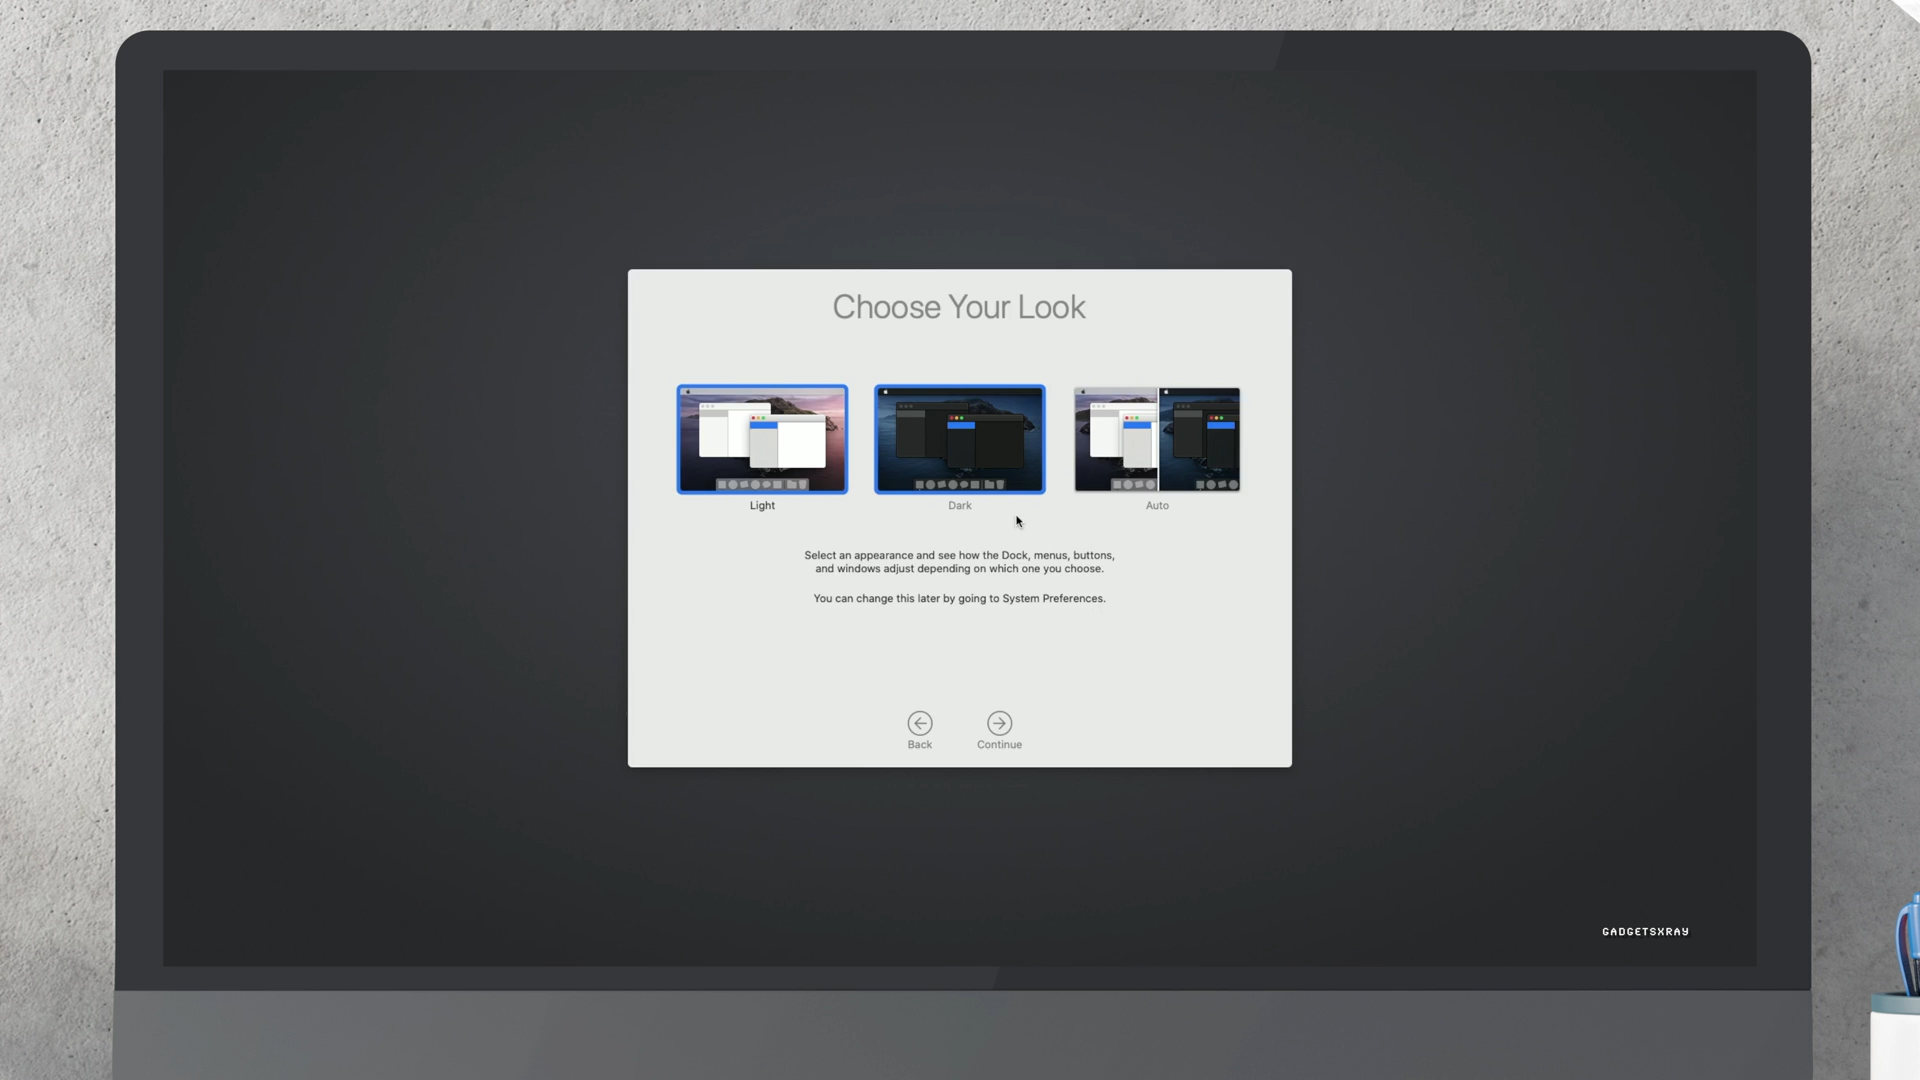 Choose Your Look
Light
Dark
Auto
Select an appearance and see how the Dock, menus, buttons,
and windows adjust depending on which one you choose.
You can change this later by going to System Preferences.
Back
Continue
GADGETSXRAY